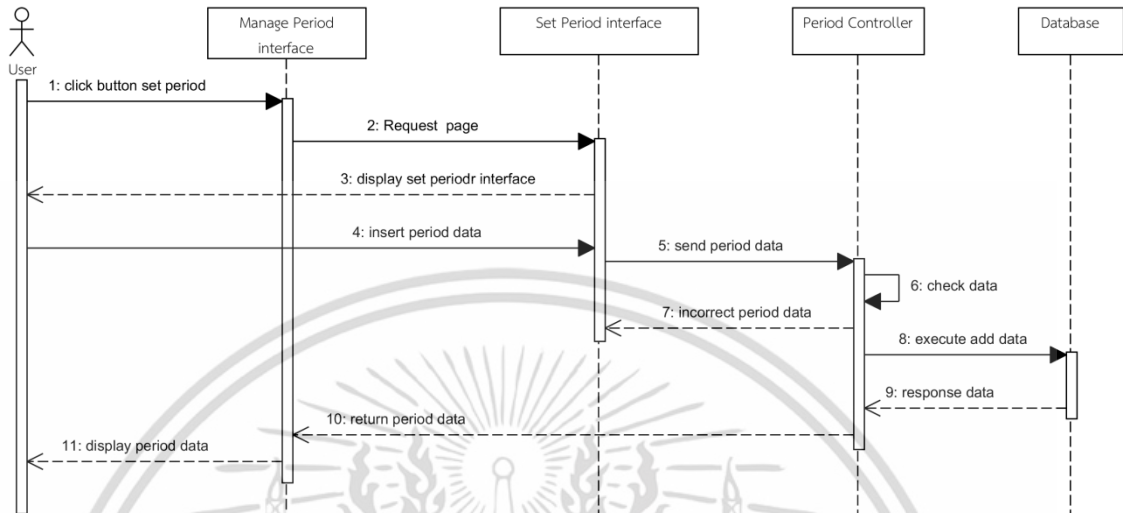 Manage Period
interface
Set Period interface
Period Controller
Database
User
1: click button set period
2: Request page
3: display set periodr interface
4: insert period data
5: send period data
6: check data
7: incorrect period data
8: execute add data
9: response data
10: return period data
11: display period data